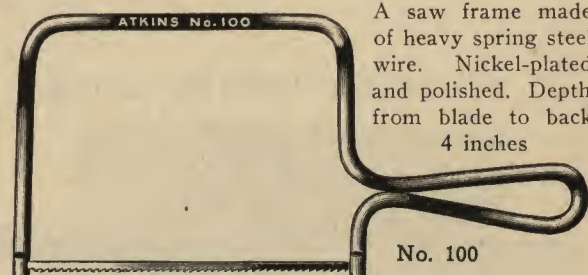 ATKINS No. 100
A saw frame made
of heavy spring steel
wire. Nickel-plated
and polished. Depth
from blade to back
4 inches
No. 100